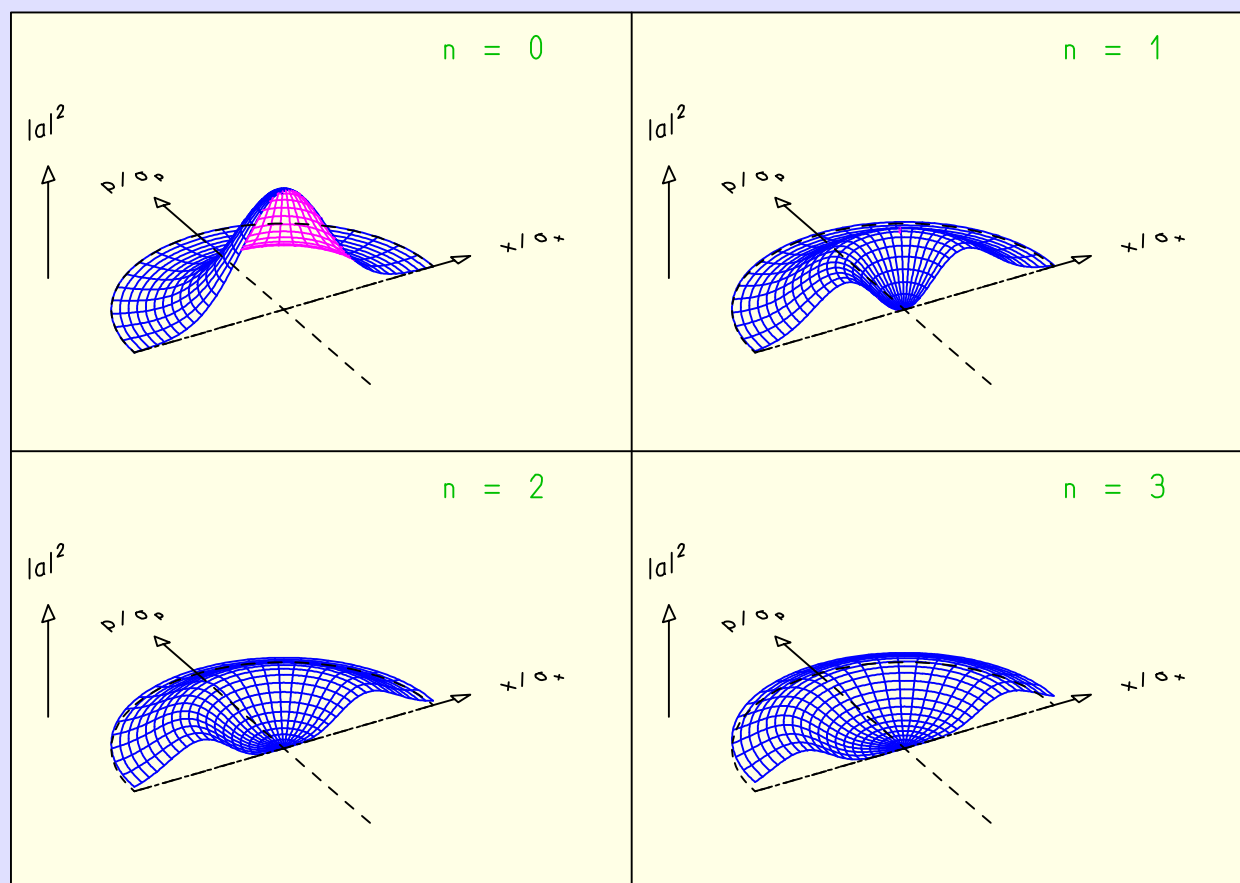 n = 0
|a|²
p/σₚ
x/σₓ
n = 1
|a|²
p/σₚ
x/σₓ
n = 2
|a|²
p/σₚ
x/σₓ
n = 3
|a|²
p/σₚ
x/σₓ